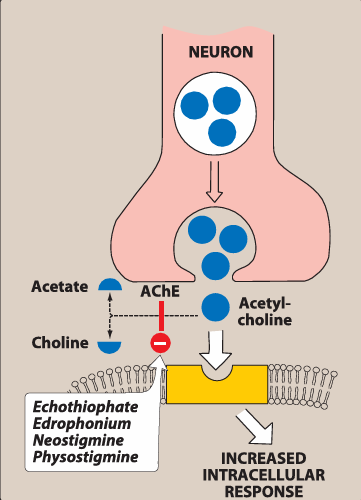 NEURON
Acetate
AChE
Acetyl-
choline
Choline
Echothiophate
Edrophonium
Neostigmine
Physostigmine
INCREASED
INTRACELLULAR
RESPONSE